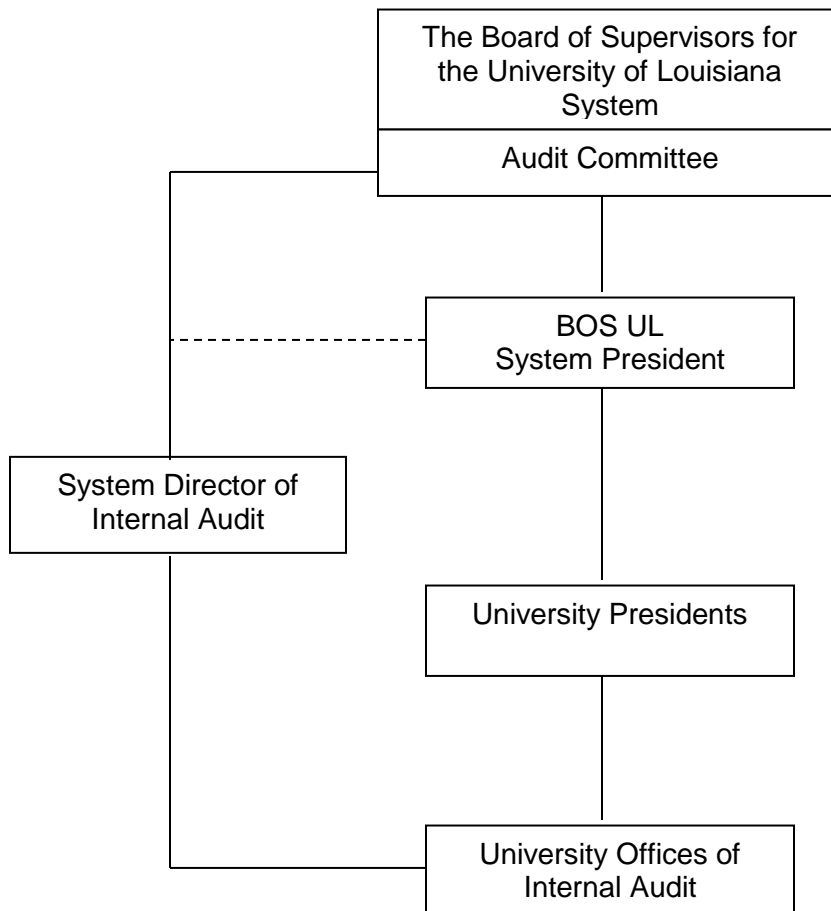 The Board of Supervisors for
the University of Louisiana
System
Audit Committee
BOS UL
System President
System Director of
Internal Audit
University Presidents
University Offices of
Internal Audit